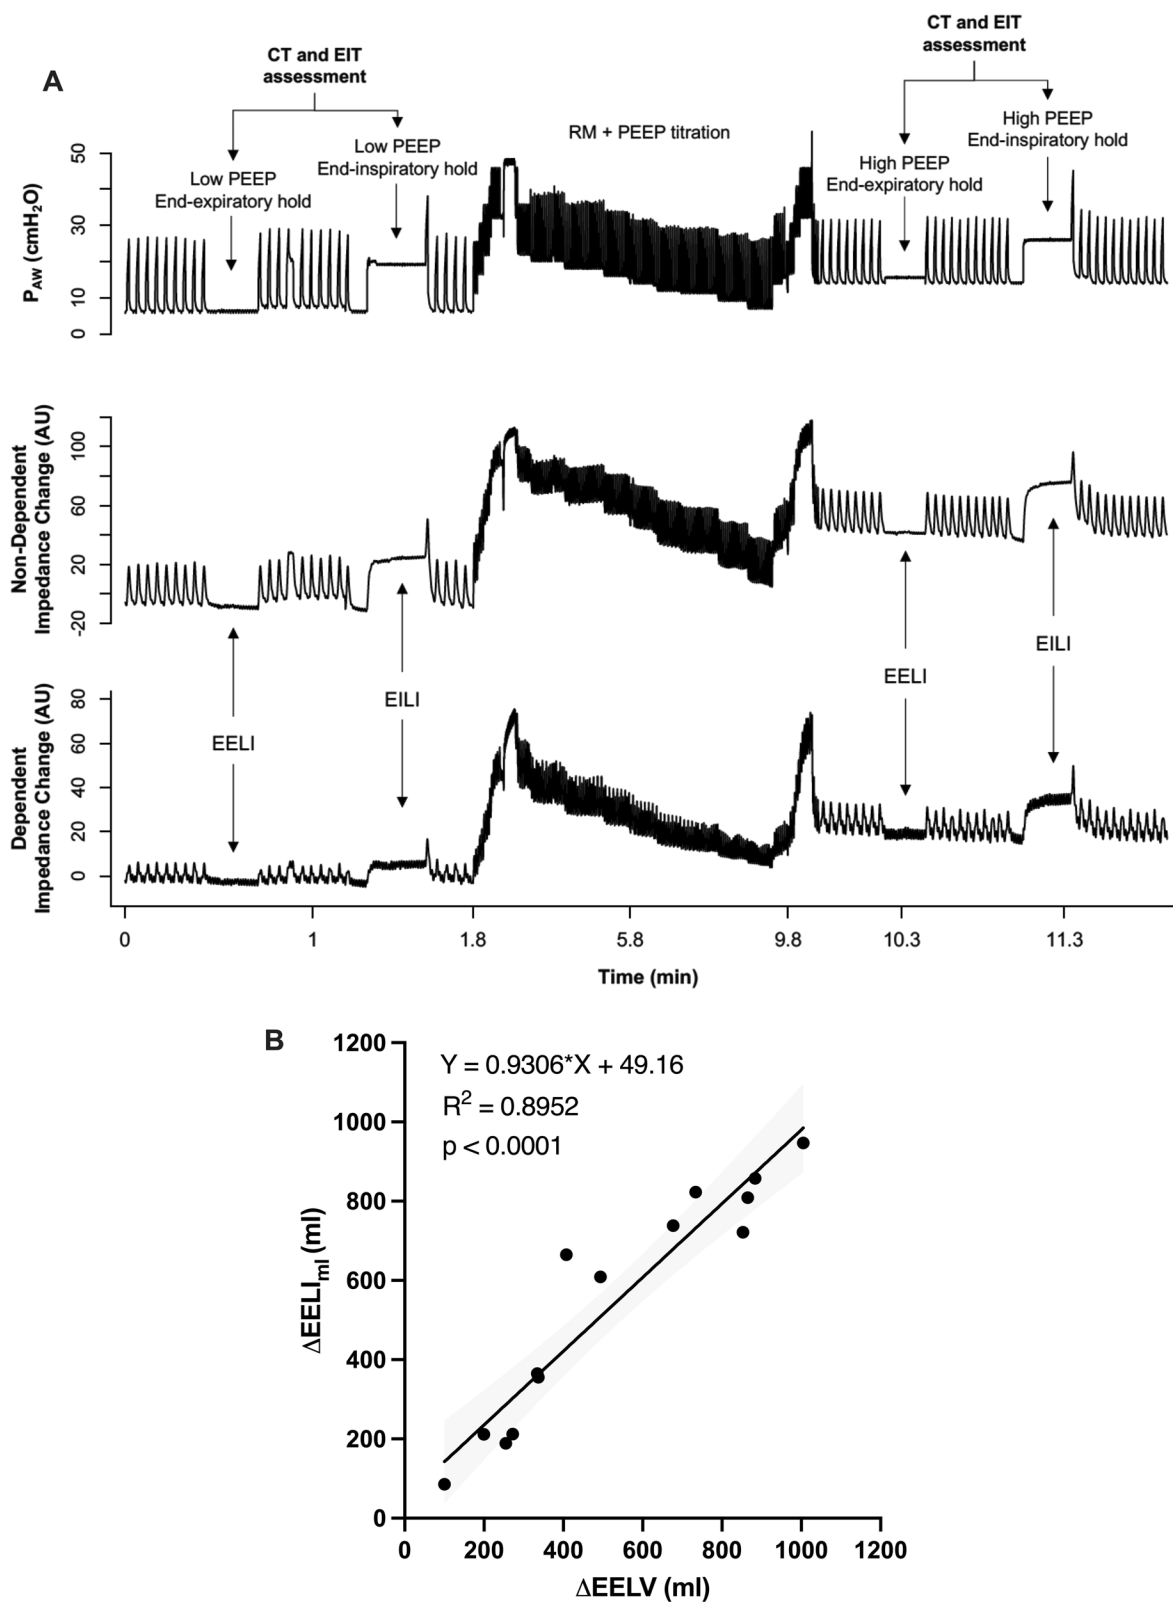 A
CT and EIT
assessment
CT and EIT
assessment
Low PEEP
End-expiratory hold
Low PEEP
End-inspiratory hold
RM + PEEP titration
High PEEP
End-expiratory hold
High PEEP
End-inspiratory hold
P_AW (cmH₂O)
50
30
10
0
Non-Dependent
Impedance Change (AU)
100
60
20
-20
EELI
EILI
EELI
EILI
Dependent
Impedance Change (AU)
80
60
40
20
0
0 1 1.8 5.8 9.8 10.3 11.3
Time (min)
B
Y = 0.9306*X + 49.16
R² = 0.8952
p < 0.0001
ΔEELI_ml (ml)
1200
1000
800
600
400
200
0
0 200 400 600 800 1000 1200
ΔEELV (ml)